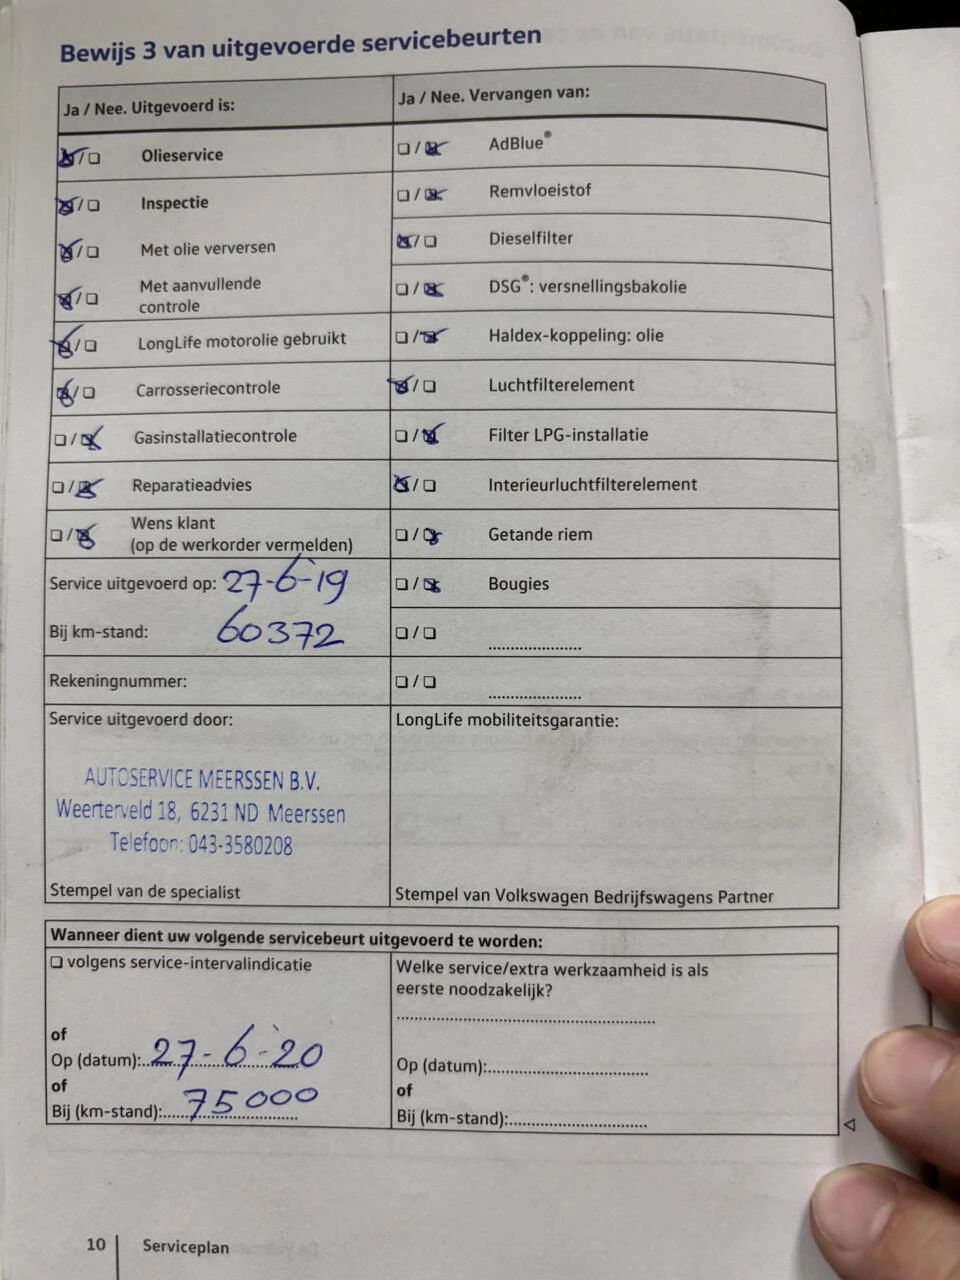 Bewijs 3 van uitgevoerde servicebeurten
Ja / Nee. Uitgevoerd is:
☒/☐ Olieservice
☒/☐ Inspectie
☒/☐ Met olie verversen
☒/☐ Met aanvullende
controle
☒/☐ LongLife motorolie gebruikt
☒/☐ Carrosseriecontrole
☐/☒ Gasinstallatiecontrole
☐/☒ Reparatieadvies
☐/☒ Wens klant
(op de werkorder vermelden)
Service uitgevoerd op: 27-6-'19
Bij km-stand: 60372
Rekeningnummer:
Service uitgevoerd door:
AUTOSERVICE MEERSSEN B.V.
Weerterveld 18, 6231 ND Meerssen
Telefoon: 043-3580208
Stempel van de specialist
Ja / Nee. Vervangen van:
☐/☒ AdBlue®
☐/☒ Remvloeistof
☒/☐ Dieselfilter
☐/☒ DSG®: versnellingsbakolie
☐/☒ Haldex-koppeling: olie
☒/☐ Luchtfilterelement
☐/☒ Filter LPG-installatie
☒/☐ Interieurluchtfilterelement
☐/☒ Getande riem
☐/☒ Bougies
☐/☐ .....................
☐/☐ .....................
LongLife mobiliteitsgarantie:
Stempel van Volkswagen Bedrijfswagens Partner
Wanneer dient uw volgende servicebeurt uitgevoerd te worden:
☐ volgens service-intervalindicatie
of
Op (datum): 27-6-'20
of
Bij (km-stand): 75000
Welke service/extra werkzaamheid is als
eerste noodzakelijk?
Op (datum):
of
Bij (km-stand):
10 Serviceplan